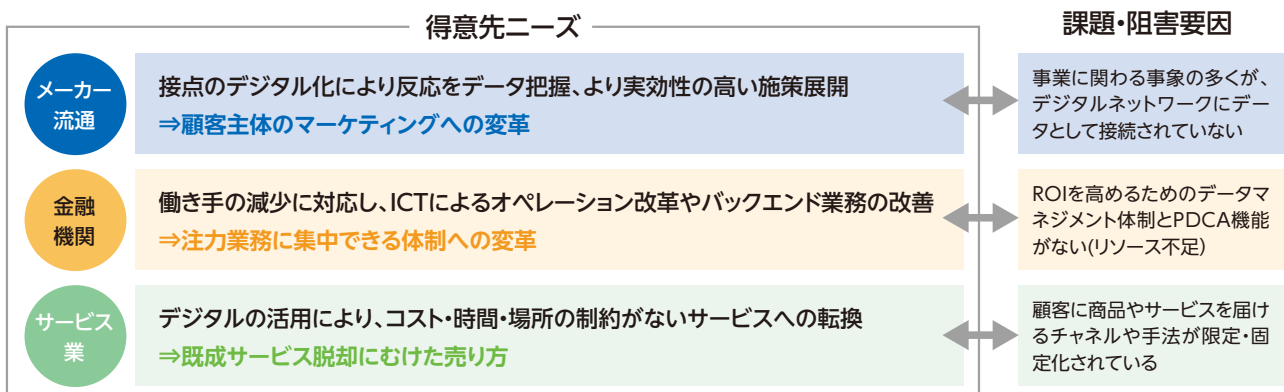 得意先ニーズ
課題・阻害要因
メーカー
流通
接点のデジタル化により反応をデータ把握、より実効性の高い施策展開
⇒顧客主体のマーケティングへの変革
事業に関わる事象の多くが、
デジタルネットワークにデー
タとして接続されていない
金融
機関
働き手の減少に対応し、ICTによるオペレーション改革やバックエンド業務の改善
⇒注力業務に集中できる体制への変革
ROIを高めるためのデータマ
ネジメント体制とPDCA機能
がない(リソース不足)
サービス
業
デジタルの活用により、コスト・時間・場所の制約がないサービスへの転換
⇒既成サービス脱却にむけた売り方
顧客に商品やサービスを届け
るチャネルや手法が限定・固
定化されている